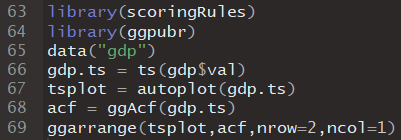 63 library(scoringRules)
64 library(ggpubr)
65 data("gdp")
66 gdp.ts = ts(gdp$val)
67 tsplot = autoplot(gdp.ts)
68 acf = ggAcf(gdp.ts)
69 ggarrange(tsplot,acf,nrow=2,ncol=1)